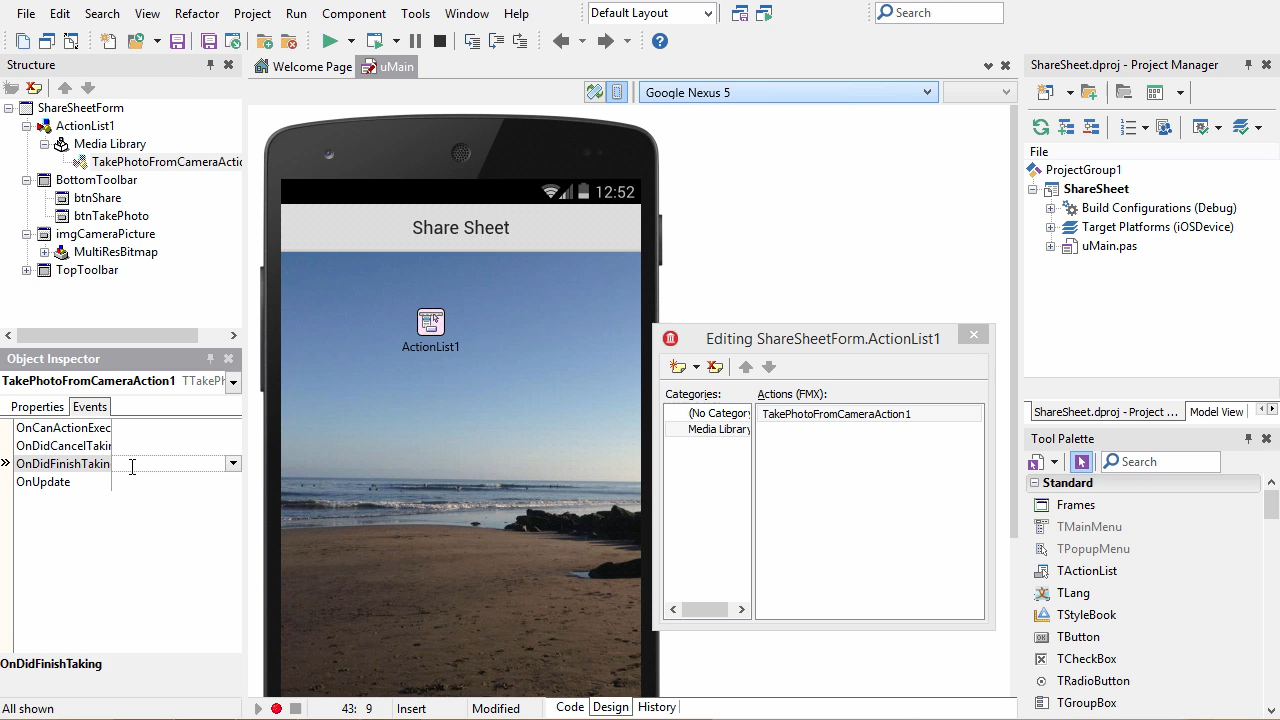 File Edit Search View Refactor Project Run Component Tools Window Help
Default Layout
Search
Structure
Welcome Page
uMain
ShareSheet.dproj - Project Manager
Google Nexus 5
ShareSheetForm
ActionList1
Media Library
TakePhotoFromCameraActio
BottomToolbar
btnShare
btnTakePhoto
imgCameraPicture
MultiResBitmap
TopToolbar
12:52
Share Sheet
ActionList1
File
ProjectGroup1
ShareSheet
Build Configurations (Debug)
Target Platforms (iOSDevice)
uMain.pas
Object Inspector
TakePhotoFromCameraAction1 TTakePh
Properties Events
OnCanActionExec
OnDidCancelTakin
OnDidFinishTakin
OnUpdate
OnDidFinishTaking
All shown
Editing ShareSheetForm.ActionList1
Categories: Actions (FMX):
(No Categor
Media Library
TakePhotoFromCameraAction1
ShareSheet.dproj - Project ... Model View
Tool Palette
Search
Standard
Frames
TMainMenu
TPopupMenu
TActionList
TLang
TStyleBook
TButton
TCheckBox
TRadioButton
TGroupBox
43: 9 Insert Modified Code Design History